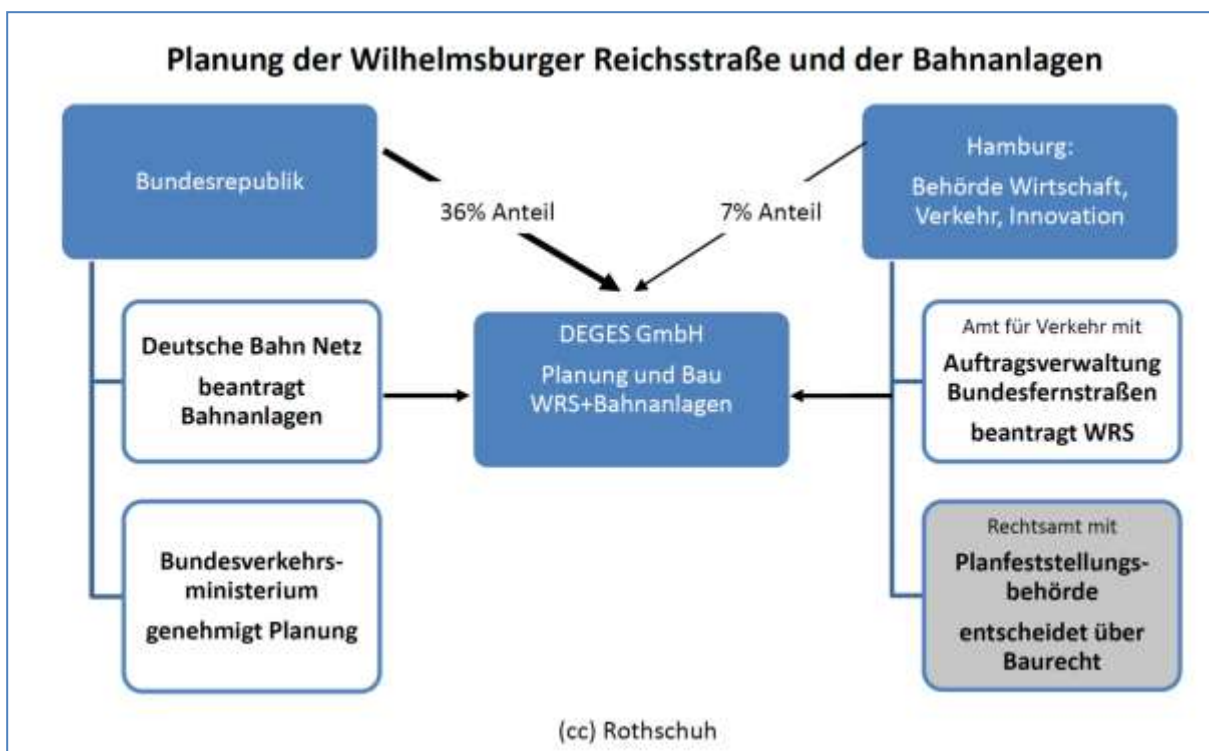 Planung der Wilhelmsburger Reichsstraße und der Bahnanlagen
Bundesrepublik
36% Anteil
7% Anteil
Hamburg:
Behörde Wirtschaft,
Verkehr, Innovation
Deutsche Bahn Netz
beantragt
Bahnanlagen
DEGES GmbH
Planung und Bau
WRS+Bahnanlagen
Amt für Verkehr mit
Auftragsverwaltung
Bundesfernstraßen
beantragt WRS
Bundesverkehrs-
ministerium
genehmigt Planung
Rechtsamt mit
Planfeststellungs-
behörde
entscheidet über
Baurecht
(cc) Rothschuh